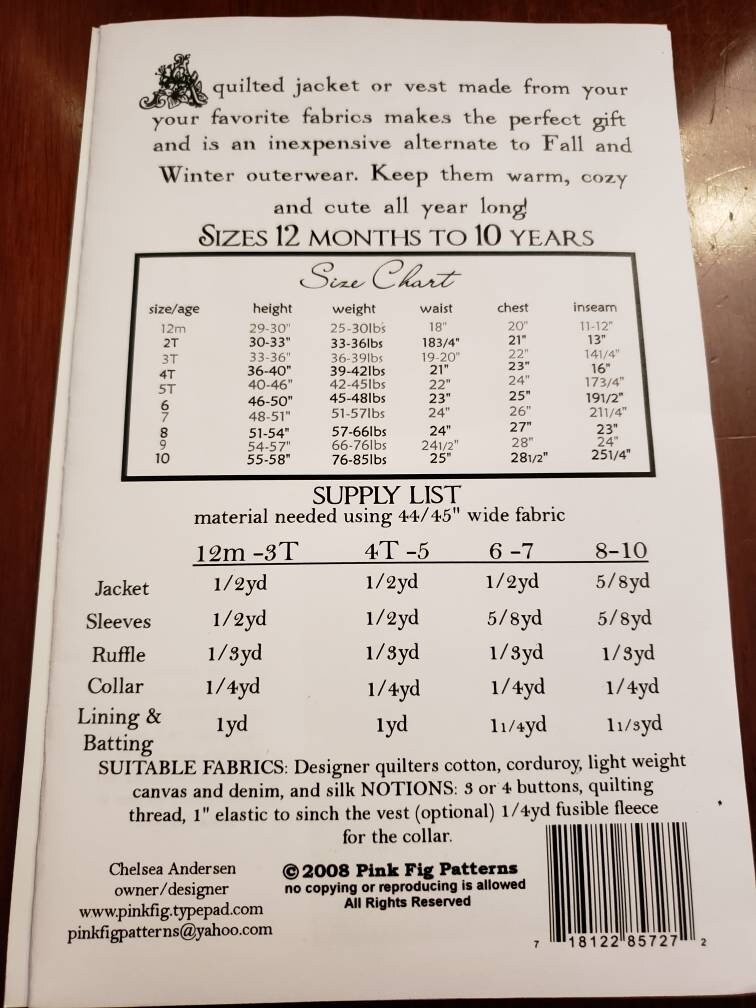 A quilted jacket or vest made from your
your favorite fabrics makes the perfect gift
and is an inexpensive alternate to Fall and
Winter outerwear. Keep them warm, cozy
and cute all year long!
SIZES 12 MONTHS TO 10 YEARS
Size Chart
size/age height weight waist chest inseam
12m 29-30" 25-30lbs 18" 20" 11-12"
2T 30-33" 33-36lbs 183/4" 21" 13"
3T 33-36" 36-39lbs 19-20" 22" 141/4"
4T 36-40" 39-42lbs 21" 23" 16"
5T 40-46" 42-45lbs 22" 24" 173/4"
6 46-50" 45-48lbs 23" 25" 191/2"
7 48-51" 51-57lbs 24" 26" 211/4"
8 51-54" 57-66lbs 24" 27" 23"
9 54-57" 66-76lbs 241/2" 28" 24"
10 55-58" 76-85lbs 25" 281/2" 251/4"
SUPPLY LIST
material needed using 44/45" wide fabric
12m -3T 4T -5 6 -7 8-10
Jacket 1/2yd 1/2yd 1/2yd 5/8yd
Sleeves 1/2yd 1/2yd 5/8yd 5/8yd
Ruffle 1/3yd 1/3yd 1/3yd 1/3yd
Collar 1/4yd 1/4yd 1/4yd 1/4yd
Lining &
Batting 1yd 1yd 11/4yd 11/3yd
SUITABLE FABRICS: Designer quilters cotton, corduroy, light weight
canvas and denim, and silk NOTIONS: 3 or 4 buttons, quilting
thread, 1" elastic to sinch the vest (optional) 1/4yd fusible fleece
for the collar.
Chelsea Andersen
owner/designer
www.pinkfig.typepad.com
pinkfigpatterns@yahoo.com
©2008 Pink Fig Patterns
no copying or reproducing is allowed
All Rights Reserved
7 18122 85727 2